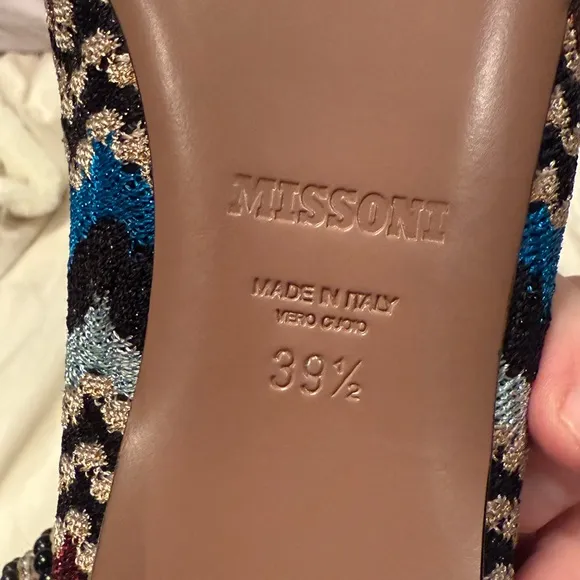 MISSONI
MADE IN ITALY
VERO CUOIO
39½